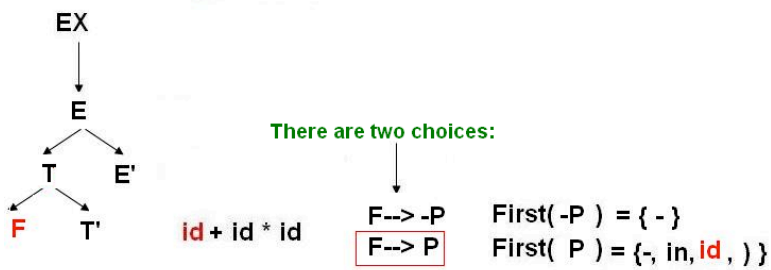 EX
E
There are two choices:
T E'
F T' id + id * id F--> -P First( -P ) = { - }
F--> P First( P ) = {-, in, id , ) }